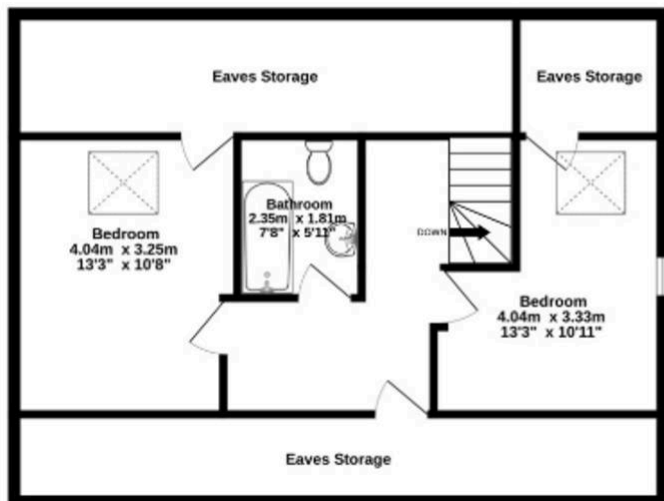 Eaves Storage
Eaves Storage
Bathroom
2.35m x 1.81m
7'8" x 5'11"
Bedroom
4.04m x 3.25m
13'3" x 10'8"
DOWN
Bedroom
4.04m x 3.33m
13'3" x 10'11"
Eaves Storage